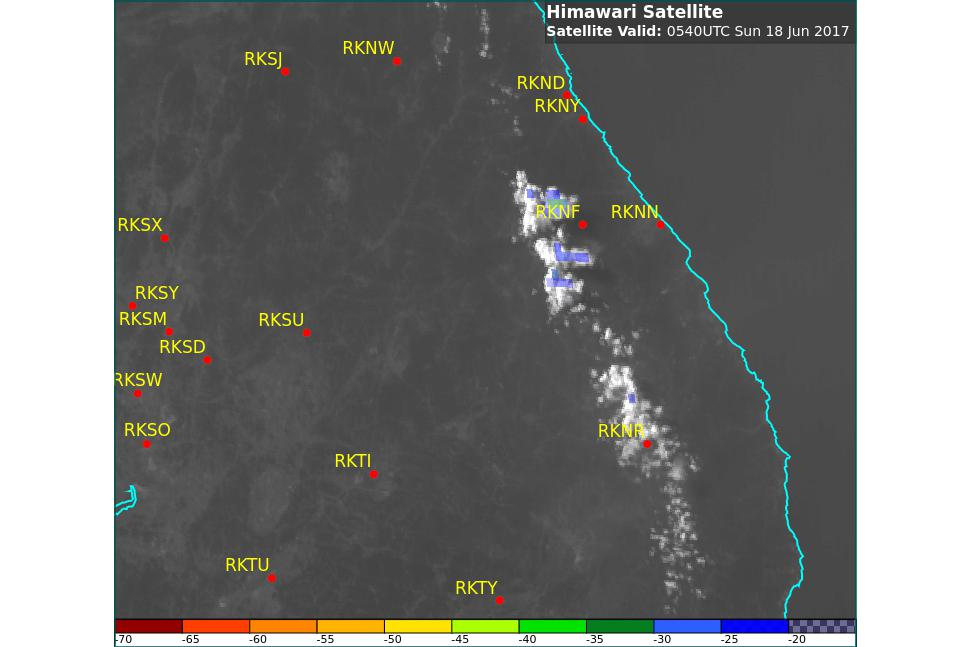 Himawari Satellite
Satellite Valid: 0540UTC Sun 18 Jun 2017
RKNW
RKSJ
RKND
RKNY
RKNF
RKNN
RKSX
RKSY
RKSM
RKSU
RKSD
RKSW
RKSO
RKNR
RKTI
RKTU
RKTY
-70 -65 -60 -55 -50 -45 -40 -35 -30 -25 -20